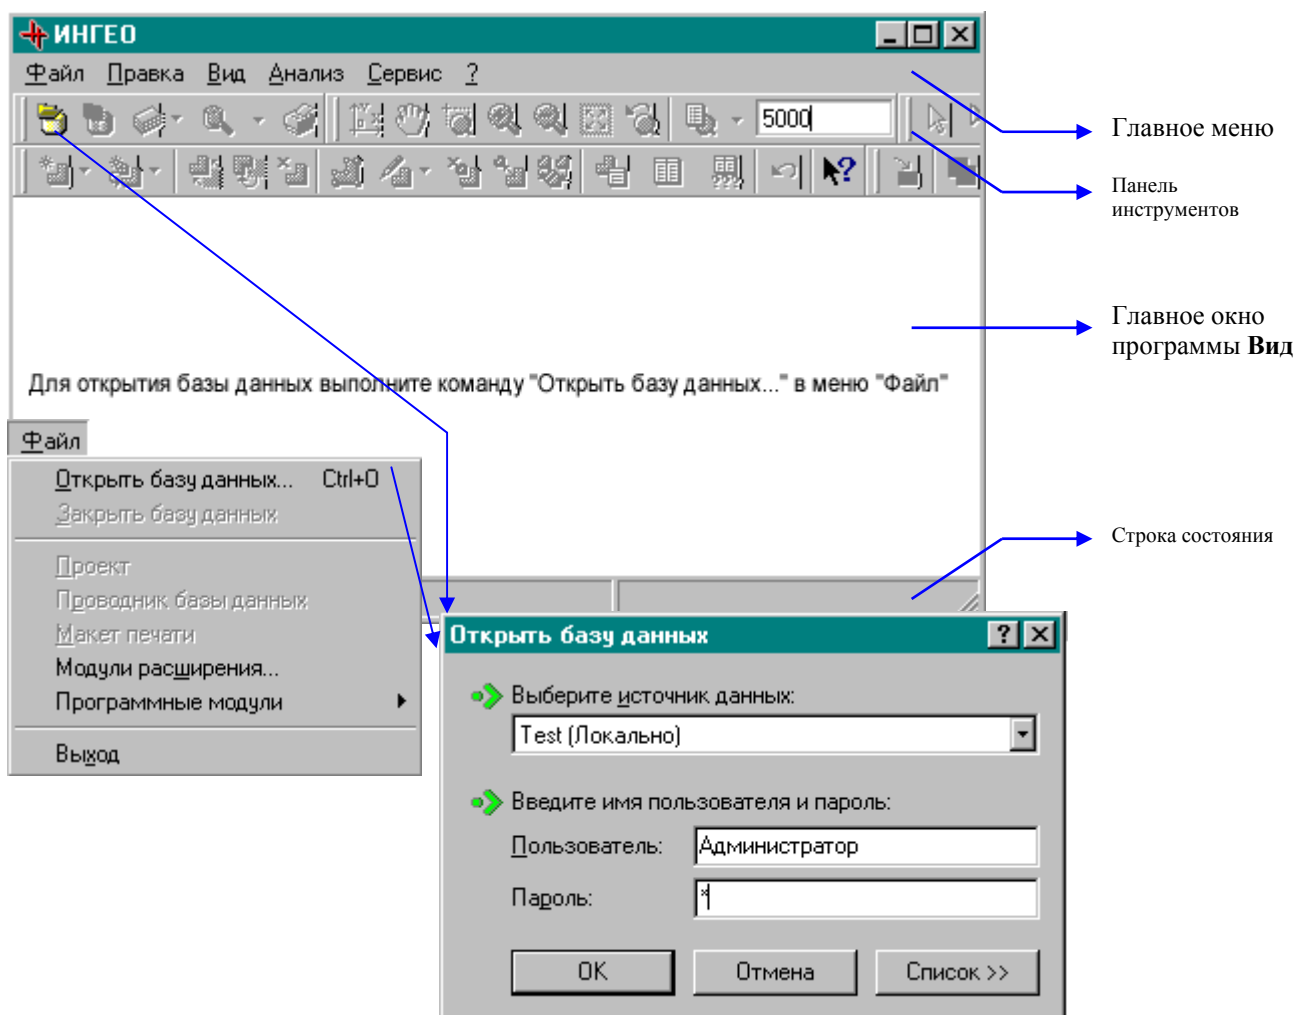 ИНГЕО
Файл Правка Вид Анализ Сервис ?
5000
Главное меню
Панель
инструментов
Главное окно
программы Вид
Для открытия базы данных выполните команду "Открыть базу данных..." в меню "Файл"
Файл
Открыть базу данных... Ctrl+O
Закрыть базу данных
Проект
Проводник базы данных
Макет печати
Модули расширения...
Программные модули
Выход
Строка состояния
Открыть базу данных
Выберите источник данных:
Test (Локально)
Введите имя пользователя и пароль:
Пользователь: Администратор
Пароль: *
OK Отмена Список >>